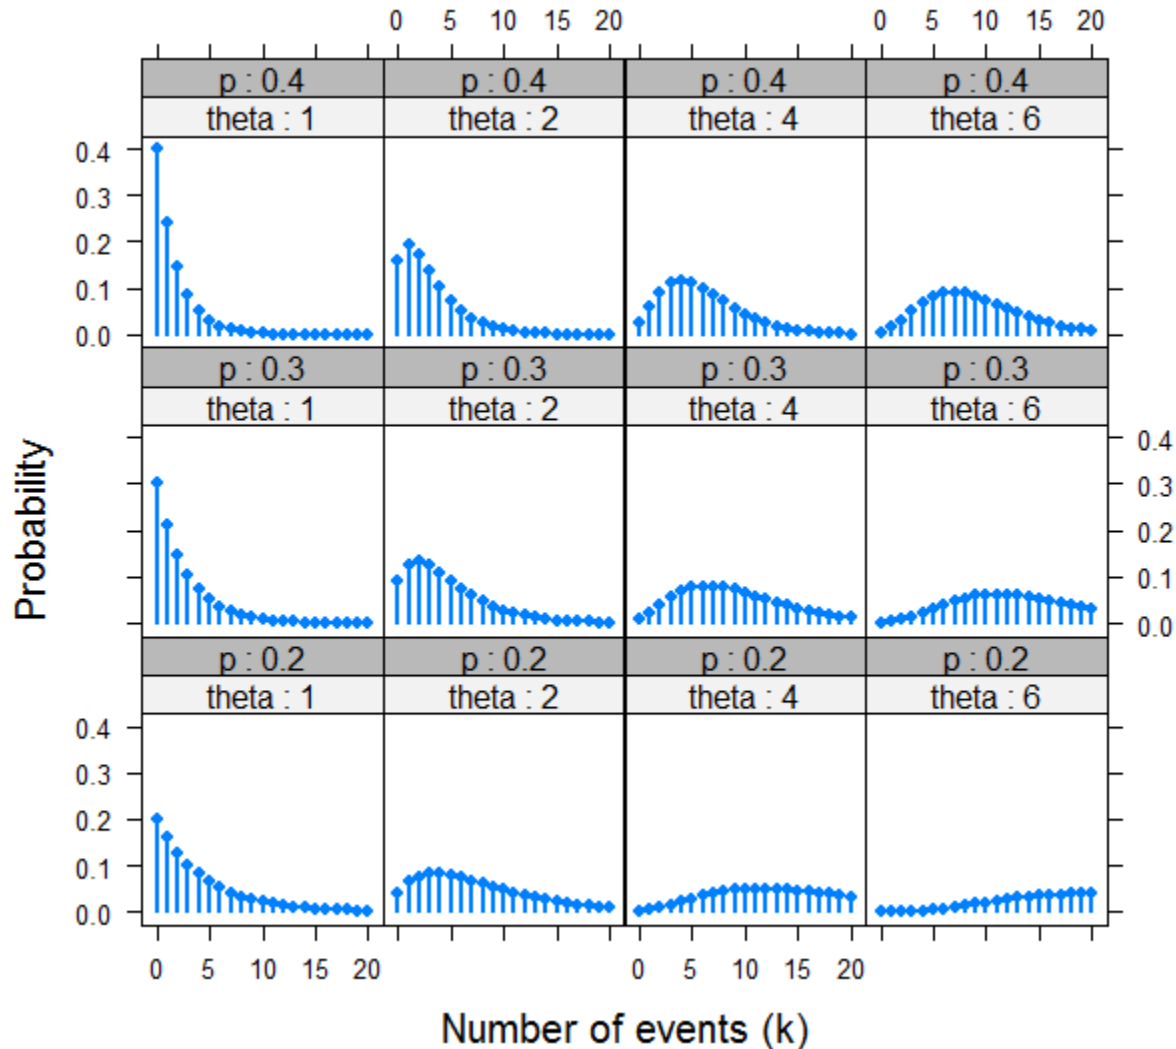 0 5 10 15 20 0 5 10 15 20
p : 0.4 p : 0.4 p : 0.4 p : 0.4
theta : 1 theta : 2 theta : 4 theta : 6
0.4
0.3
0.2
0.1
0.0
p : 0.3 p : 0.3 p : 0.3 p : 0.3
theta : 1 theta : 2 theta : 4 theta : 6
0.4
0.3
0.2
0.1
0.0
Probability
p : 0.2 p : 0.2 p : 0.2 p : 0.2
theta : 1 theta : 2 theta : 4 theta : 6
0.4
0.3
0.2
0.1
0.0
0 5 10 15 20 0 5 10 15 20
Number of events (k)